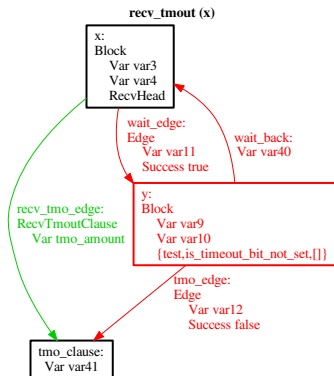 recv_tmout (x)
x:
Block
Var var3
Var var4
RecvHead
wait_edge:
Edge
Var var11
Success true
wait_back:
Var var40
recv_tmo_edge:
RecvTmoutClause
Var tmo_amount
y:
Block
Var var9
Var var10
{test,is_timeout_bit_not_set,[]}
tmo_edge:
Edge
Var var12
Success false
tmo_clause:
Var var41